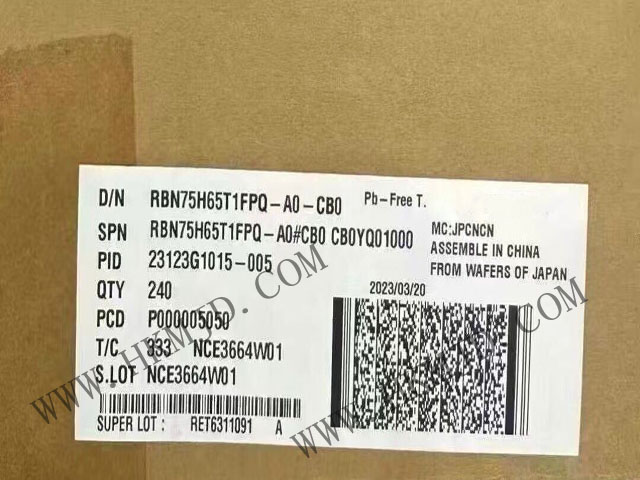 D/N RBN75H65T1FPQ-A0-CB0 Pb-Free T.
SPN RBN75H65T1FPQ-A0#CB0 CB0YQ01000
MC:JPCNCN
ASSEMBLE IN CHINA
FROM WAFERS OF JAPAN
PID 23123G1015-005
QTY 240
2023/03/20
PCD P000005050
T/C 333 NCE3664W01
S.LOT NCE3664W01
SUPER LOT : RET6311091 A
WWW.HKMJD.COM
WWW.HKMJD.COM